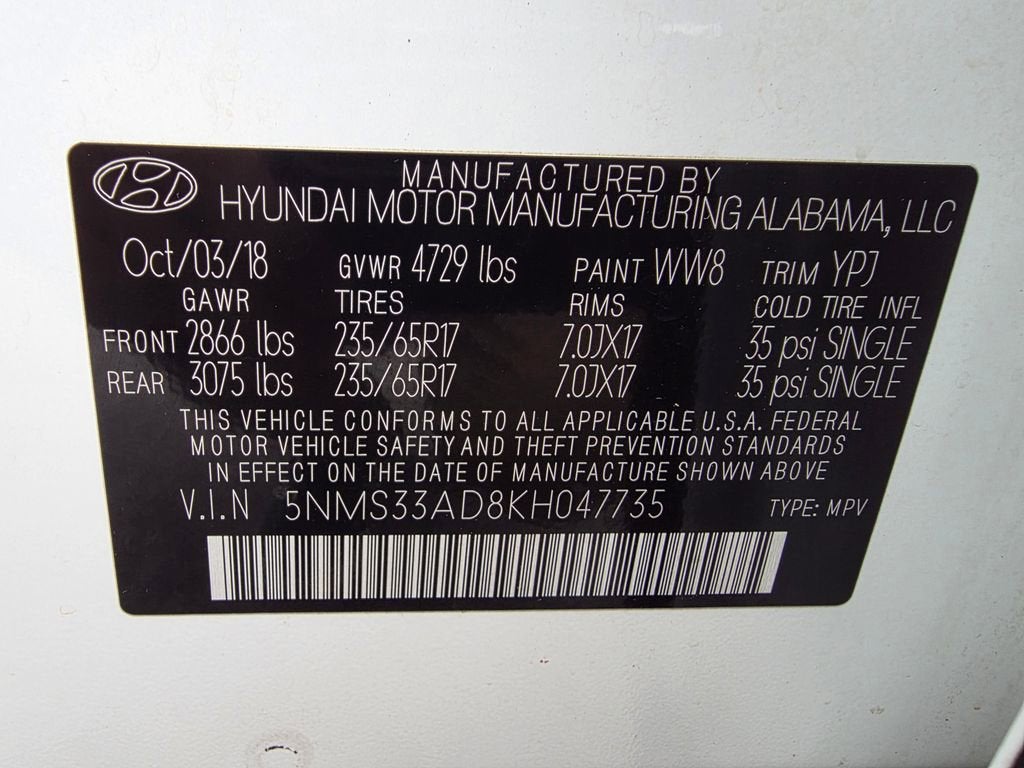 MANUFACTURED BY
HYUNDAI MOTOR MANUFACTURING ALABAMA, LLC
Oct/03/18 GVWR 4729 lbs PAINT WW8 TRIM YPJ
GAWR TIRES RIMS COLD TIRE INFL
FRONT 2866 lbs 235/65R17 7.0JX17 35 psi SINGLE
REAR 3075 lbs 235/65R17 7.0JX17 35 psi SINGLE
THIS VEHICLE CONFORMS TO ALL APPLICABLE U.S.A. FEDERAL
MOTOR VEHICLE SAFETY AND THEFT PREVENTION STANDARDS
IN EFFECT ON THE DATE OF MANUFACTURE SHOWN ABOVE
V.I.N 5NMS33AD8KH047735 TYPE: MPV